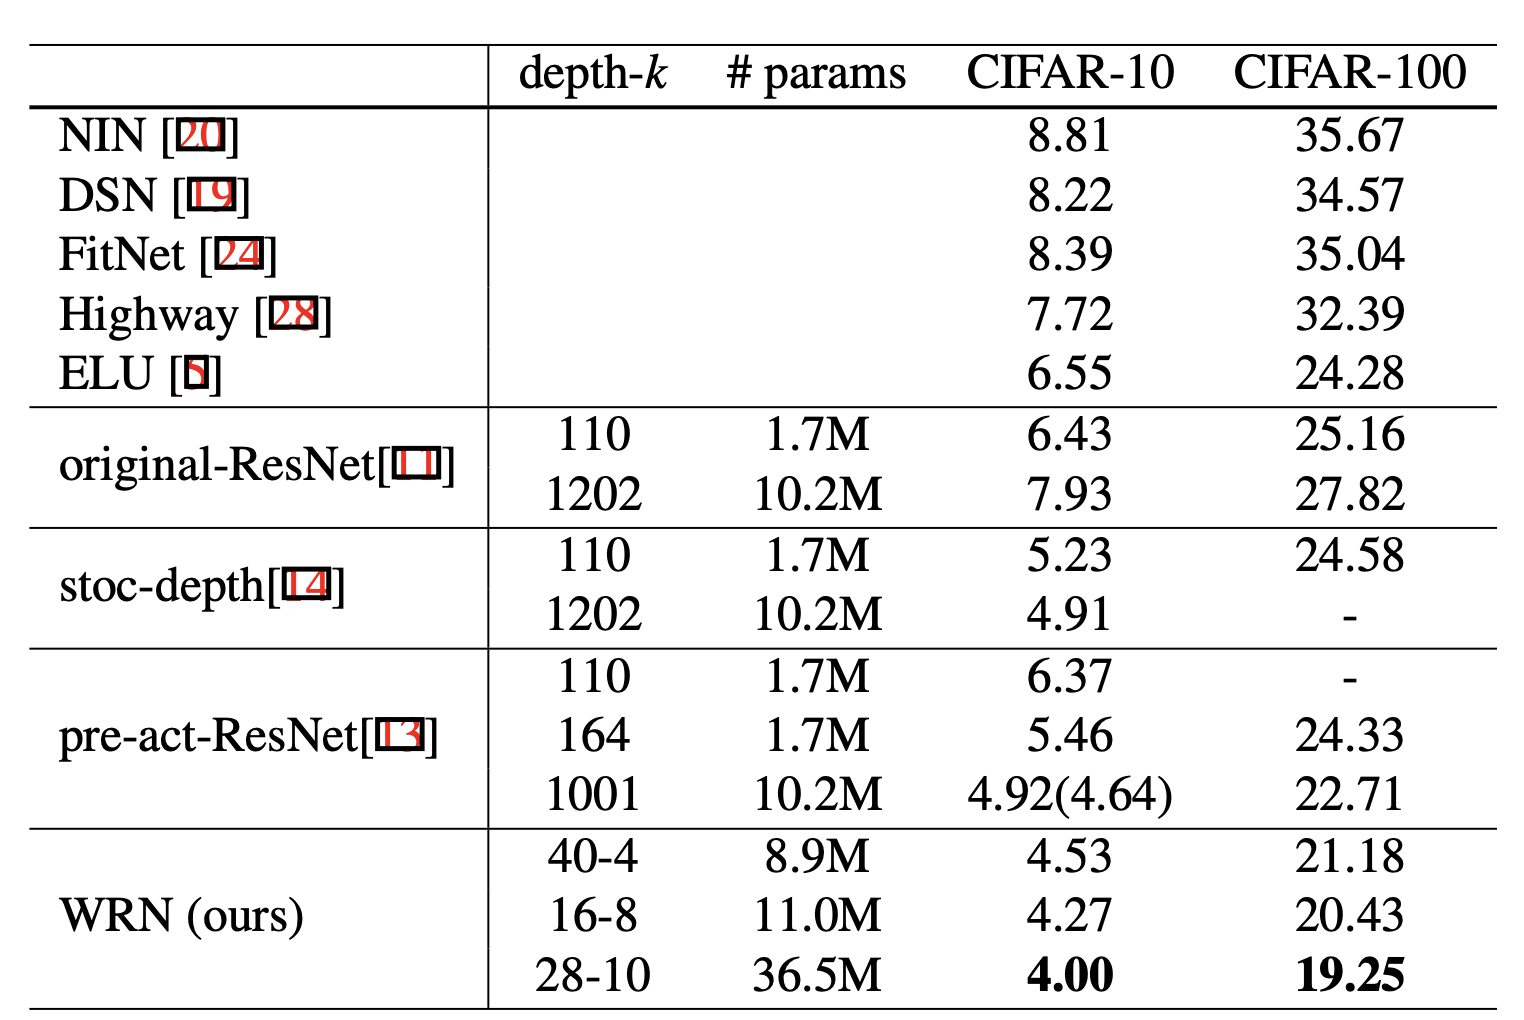 depth-k # params CIFAR-10 CIFAR-100
NIN [20] 8.81 35.67
DSN [19] 8.22 34.57
FitNet [24] 8.39 35.04
Highway [28] 7.72 32.39
ELU [5] 6.55 24.28
original-ResNet[11] 110 1.7M 6.43 25.16
1202 10.2M 7.93 27.82
stoc-depth[14] 110 1.7M 5.23 24.58
1202 10.2M 4.91 -
110 1.7M 6.37 -
pre-act-ResNet[13] 164 1.7M 5.46 24.33
1001 10.2M 4.92(4.64) 22.71
40-4 8.9M 4.53 21.18
WRN (ours) 16-8 11.0M 4.27 20.43
28-10 36.5M 4.00 19.25